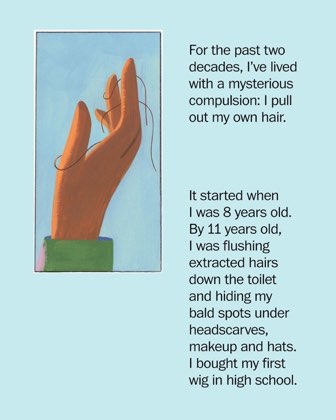 For the past two
decades, I’ve lived
with a mysterious
compulsion: I pull
out my own hair.
It started when
I was 8 years old.
By 11 years old,
I was flushing
extracted hairs
down the toilet
and hiding my
bald spots under
headscarves,
makeup and hats.
I bought my first
wig in high school.